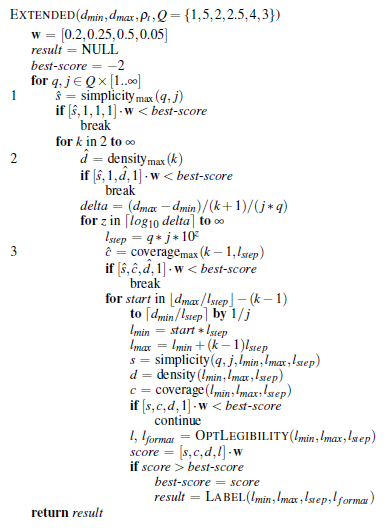 EXTENDED(dmin,dmax,ρt,Q = {1,5,2,2.5,4,3})
w = [0.2,0.25,0.5,0.05]
result = NULL
best-score = −2
for q, j ∈ Q × [1..∞]
1 ŝ = simplicitymax(q, j)
if [ŝ,1,1,1]·w < best-score
break
for k in 2 to ∞
2 d̂ = densitymax(k)
if [ŝ,1,d̂,1]·w < best-score
break
delta = (dmax − dmin)/(k+1)/(j∗q)
for z in ⌈log10 delta⌉ to ∞
lstep = q∗j∗10^z
3 ĉ = coveragemax(k−1,lstep)
if [ŝ,ĉ,d̂,1]·w < best-score
break
for start in ⌊dmax/lstep⌋ − (k−1)
to ⌈dmin/lstep⌉ by 1/j
lmin = start∗lstep
lmax = lmin + (k−1)lstep
s = simplicity(q, j,lmin,lmax,lstep)
d = density(lmin,lmax,lstep)
c = coverage(lmin,lmax,lstep)
if [s,c,d,1]·w < best-score
continue
l, lformat = OPTLEGIBILITY(lmin,lmax,lstep)
score = [s,c,d,l]·w
if score > best-score
best-score = score
result = LABEL(lmin,lmax,lstep,lformat)
return result